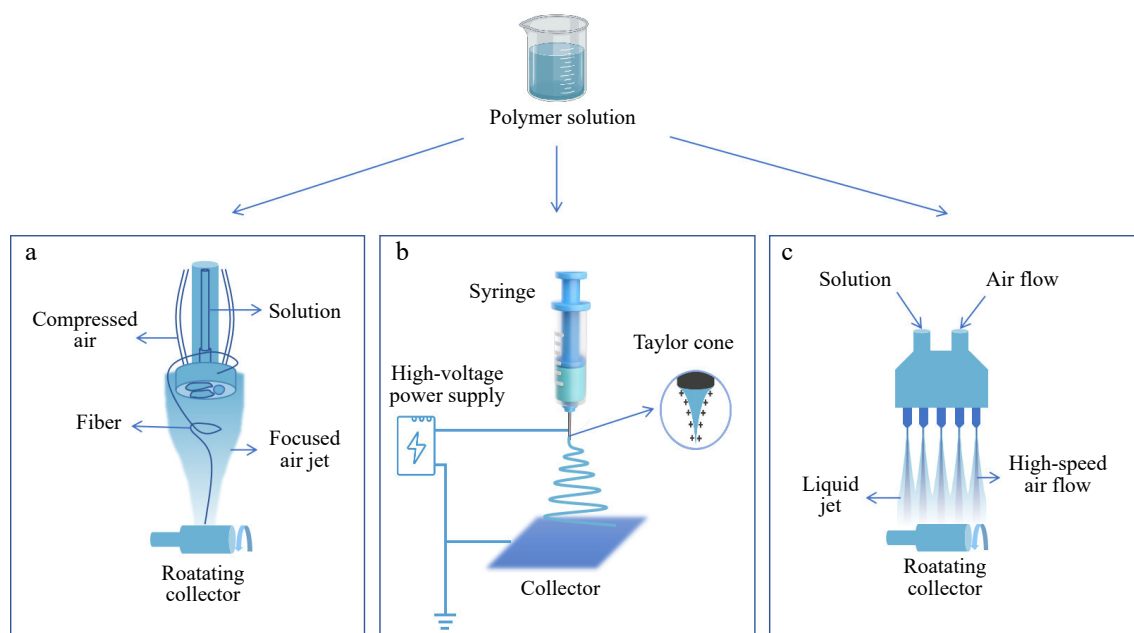 Polymer solution
a
Solution
Compressed
air
Fiber
Focused
air jet
Roatating
collector
b
Syringe
Taylor cone
High-voltage
power supply
Collector
c
Solution
Air flow
Liquid
jet
High-speed
air flow
Roatating
collector